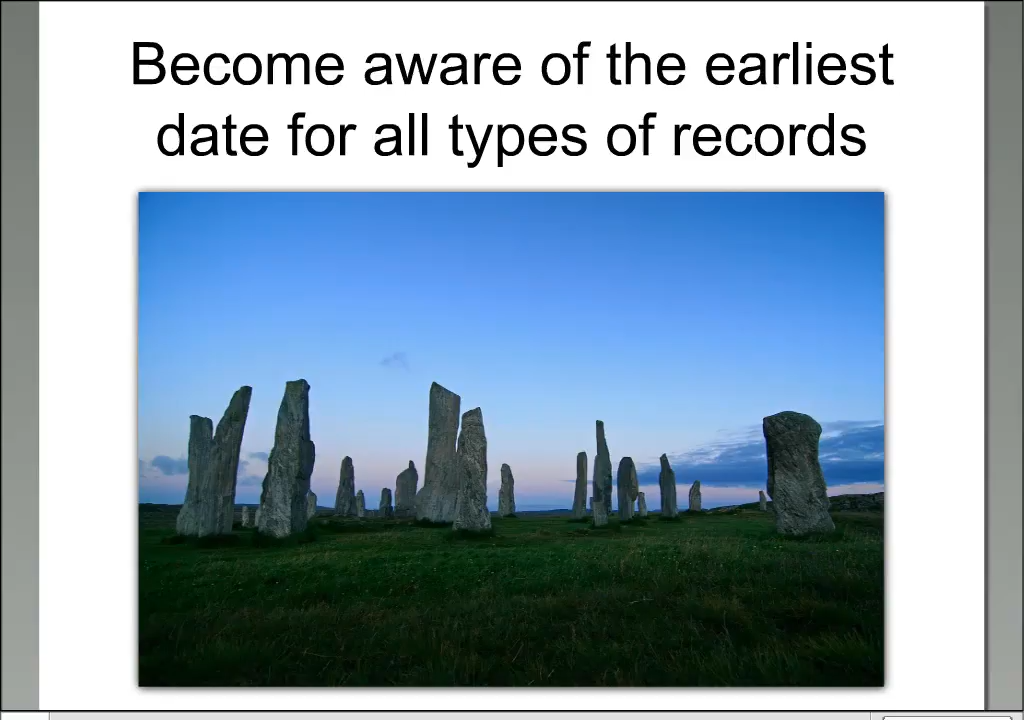 Become aware of the earliest
date for all types of records